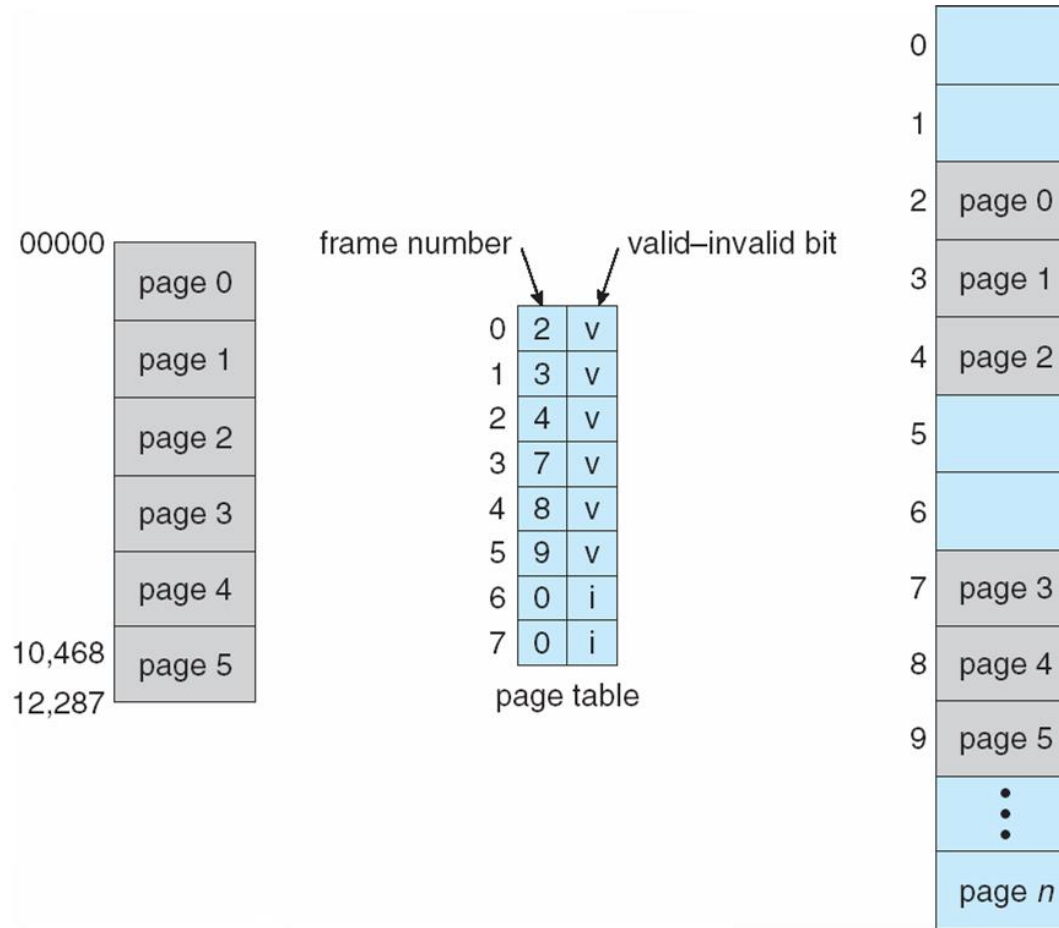 00000
page 0
page 1
page 2
page 3
page 4
10,468
page 5
12,287
frame number
valid–invalid bit
0 2 v
1 3 v
2 4 v
3 7 v
4 8 v
5 9 v
6 0 i
7 0 i
page table
0
1
2 page 0
3 page 1
4 page 2
5
6
7 page 3
8 page 4
9 page 5
page n